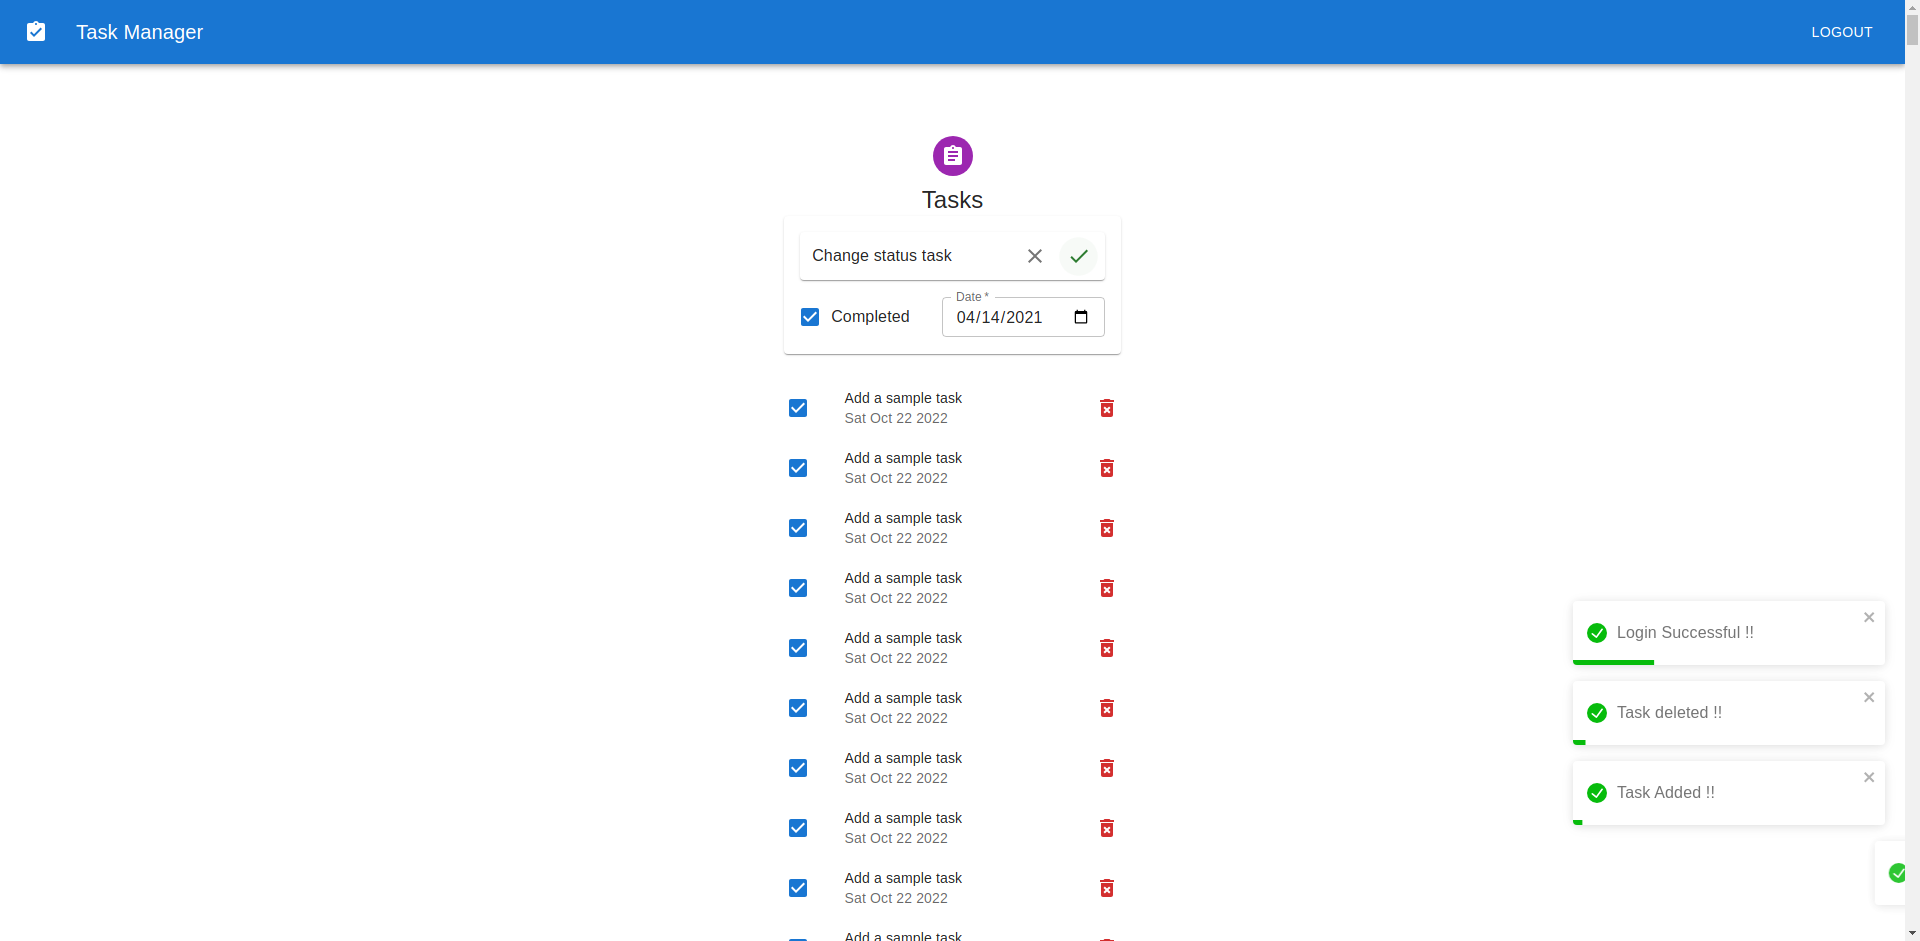 Task Manager
LOGOUT
Tasks
Change status task
Date *
Completed
04/14/2021
Add a sample task
Sat Oct 22 2022
Add a sample task
Sat Oct 22 2022
Add a sample task
Sat Oct 22 2022
Add a sample task
Sat Oct 22 2022
Add a sample task
Sat Oct 22 2022
Add a sample task
Sat Oct 22 2022
Add a sample task
Sat Oct 22 2022
Add a sample task
Sat Oct 22 2022
Add a sample task
Sat Oct 22 2022
Add a sample task
Login Successful !!
Task deleted !!
Task Added !!